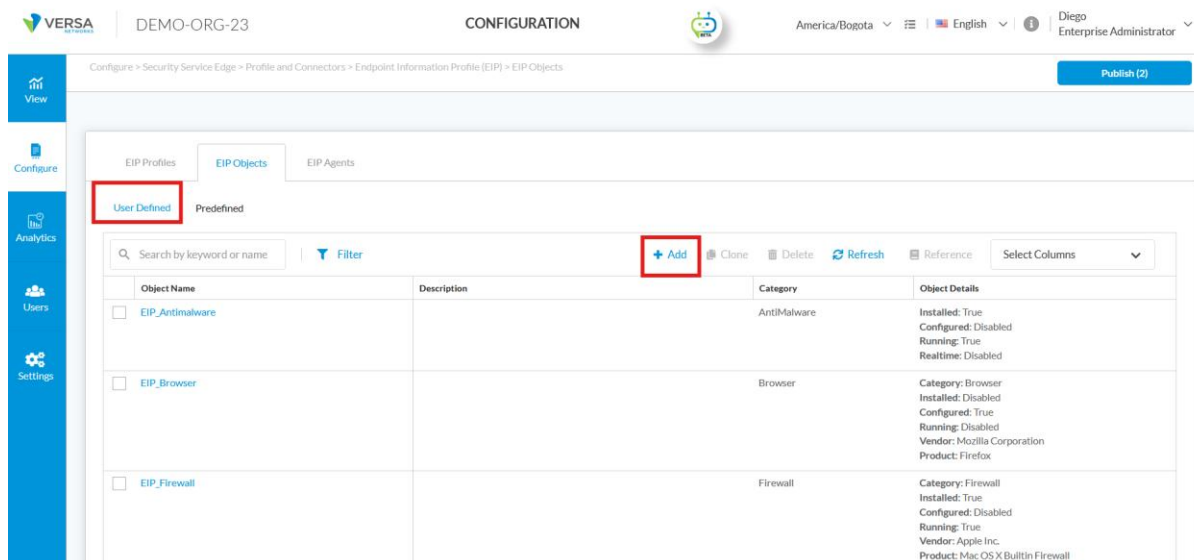 VERSA
NETWORKS
DEMO-ORG-23
CONFIGURATION
BETA
America/Bogota
English
Diego
Enterprise Administrator
Configure > Security Service Edge > Profile and Connectors > Endpoint Information Profile (EIP) > EIP Objects
Publish (2)
View
Configure
Analytics
Users
Settings
EIP Profiles
EIP Objects
EIP Agents
User Defined
Predefined
Search by keyword or name
Filter
+ Add
Clone
Delete
Refresh
Reference
Select Columns
Object Name
Description
Category
Object Details
EIP_Antimalware
AntiMalware
Installed: True
Configured: Disabled
Running: True
Realtime: Disabled
EIP_Browser
Browser
Category: Browser
Installed: Disabled
Configured: True
Running: Disabled
Vendor: Mozilla Corporation
Product: Firefox
EIP_Firewall
Firewall
Category: Firewall
Installed: True
Configured: Disabled
Running: True
Vendor: Apple Inc.
Product: Mac OS X Builtin Firewall